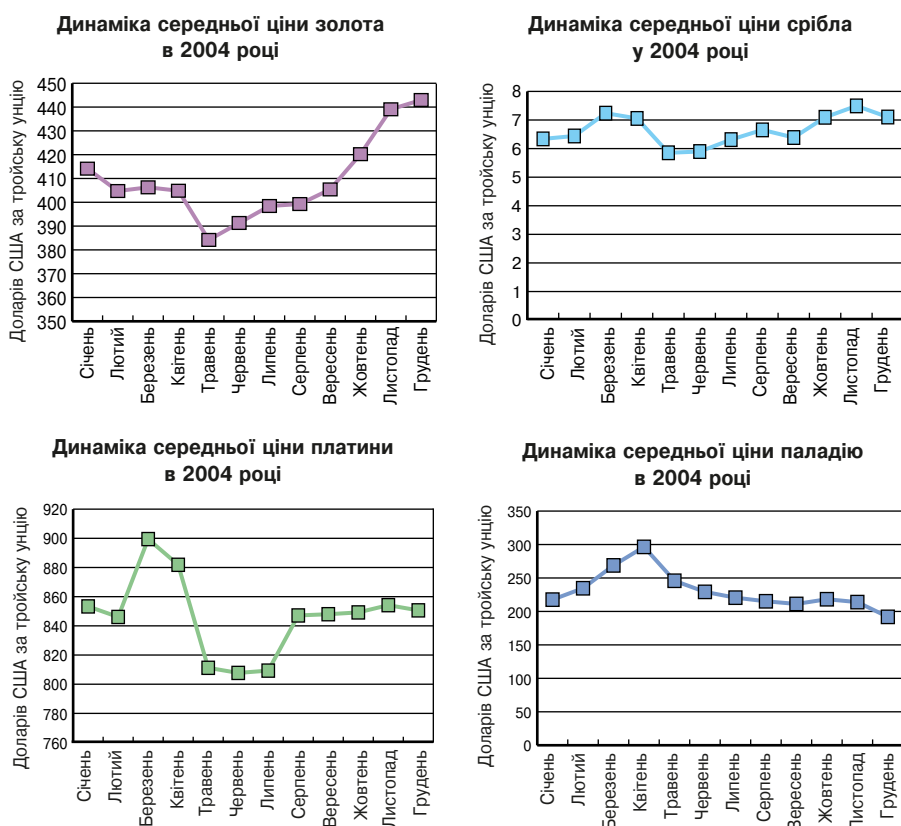 Динаміка середньої ціни золота
в 2004 році
Доларів США за тройську унцію
450
440
430
420
410
400
390
380
370
360
350
Січень
Лютий
Березень
Квітень
Травень
Червень
Липень
Серпень
Вересень
Жовтень
Листопад
Грудень
Динаміка середньої ціни срібла
у 2004 році
Доларів США за тройську унцію
8
7
6
5
4
3
2
1
0
Січень
Лютий
Березень
Квітень
Травень
Червень
Липень
Серпень
Вересень
Жовтень
Листопад
Грудень
Динаміка середньої ціни платини
в 2004 році
Доларів США за тройську унцію
920
900
880
860
840
820
800
780
760
Січень
Лютий
Березень
Квітень
Травень
Червень
Липень
Серпень
Вересень
Жовтень
Листопад
Грудень
Динаміка середньої ціни паладію
в 2004 році
Доларів США за тройську унцію
350
300
250
200
150
100
50
0
Січень
Лютий
Березень
Квітень
Травень
Червень
Липень
Серпень
Вересень
Жовтень
Листопад
Грудень